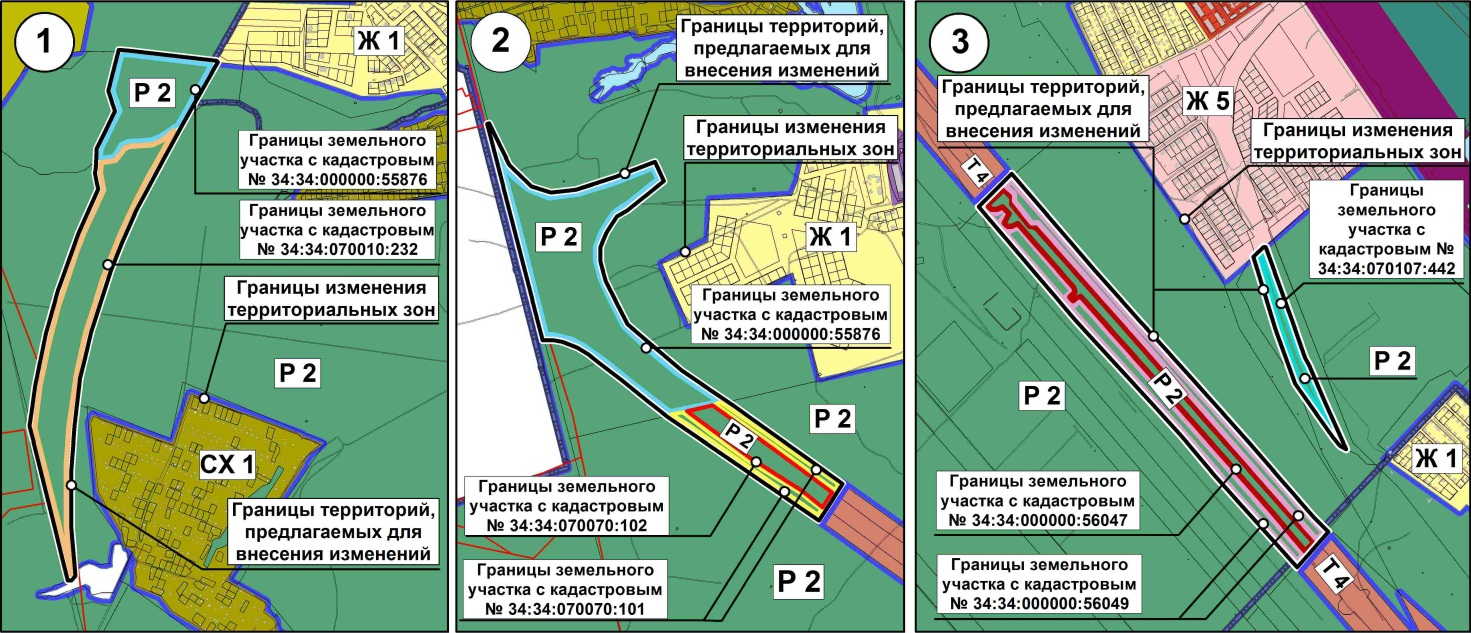 1
Ж 1
Р 2
Границы земельного
участка с кадастровым
№ 34:34:000000:55876
Границы земельного
участка с кадастровым
№ 34:34:070010:232
Границы изменения
территориальных зон
Р 2
СХ 1
Границы территорий,
предлагаемых для
внесения изменений
2
Границы территорий,
предлагаемых для
внесения изменений
Границы изменения
территориальных зон
Р 2
Ж 1
Границы земельного
участка с кадастровым
№ 34:34:000000:55876
Р 2
Р 2
Границы земельного
участка с кадастровым
№ 34:34:070070:102
Границы земельного
участка с кадастровым
№ 34:34:070070:101
Р 2
3
Границы территорий,
предлагаемых для
внесения изменений
Ж 5
Границы изменения
территориальных зон
Т 4
Границы
земельного
участка с
кадастровым №
34:34:070107:442
Р 2
Р 2
Р 2
Ж 1
Границы земельного
участка с кадастровым
№ 34:34:000000:56047
Границы земельного
участка с кадастровым
№ 34:34:000000:56049
Т 4